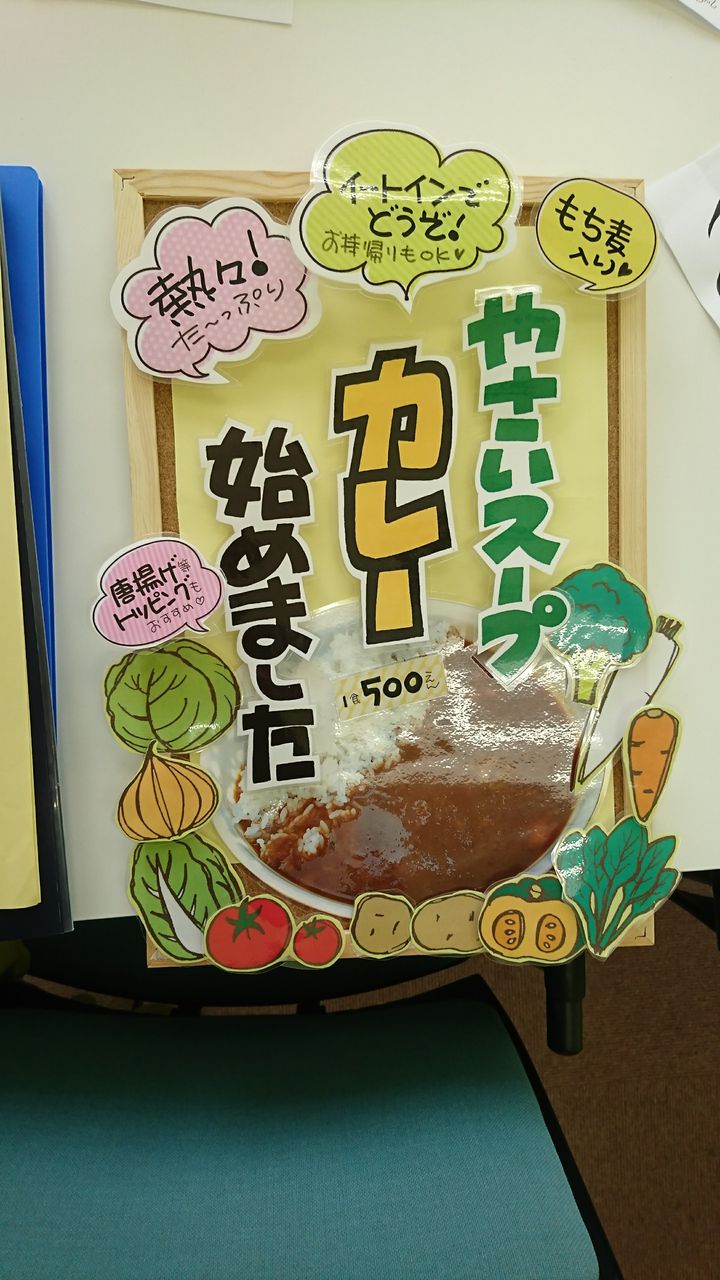 イートインで
どうぞ!
お持帰りもOK♥
もち麦
入り♥
熱々!
た〜っぷり
やさいスープ
カレー
始めました
唐揚げ等
トッピングも
おすすめ♡
1食500えん